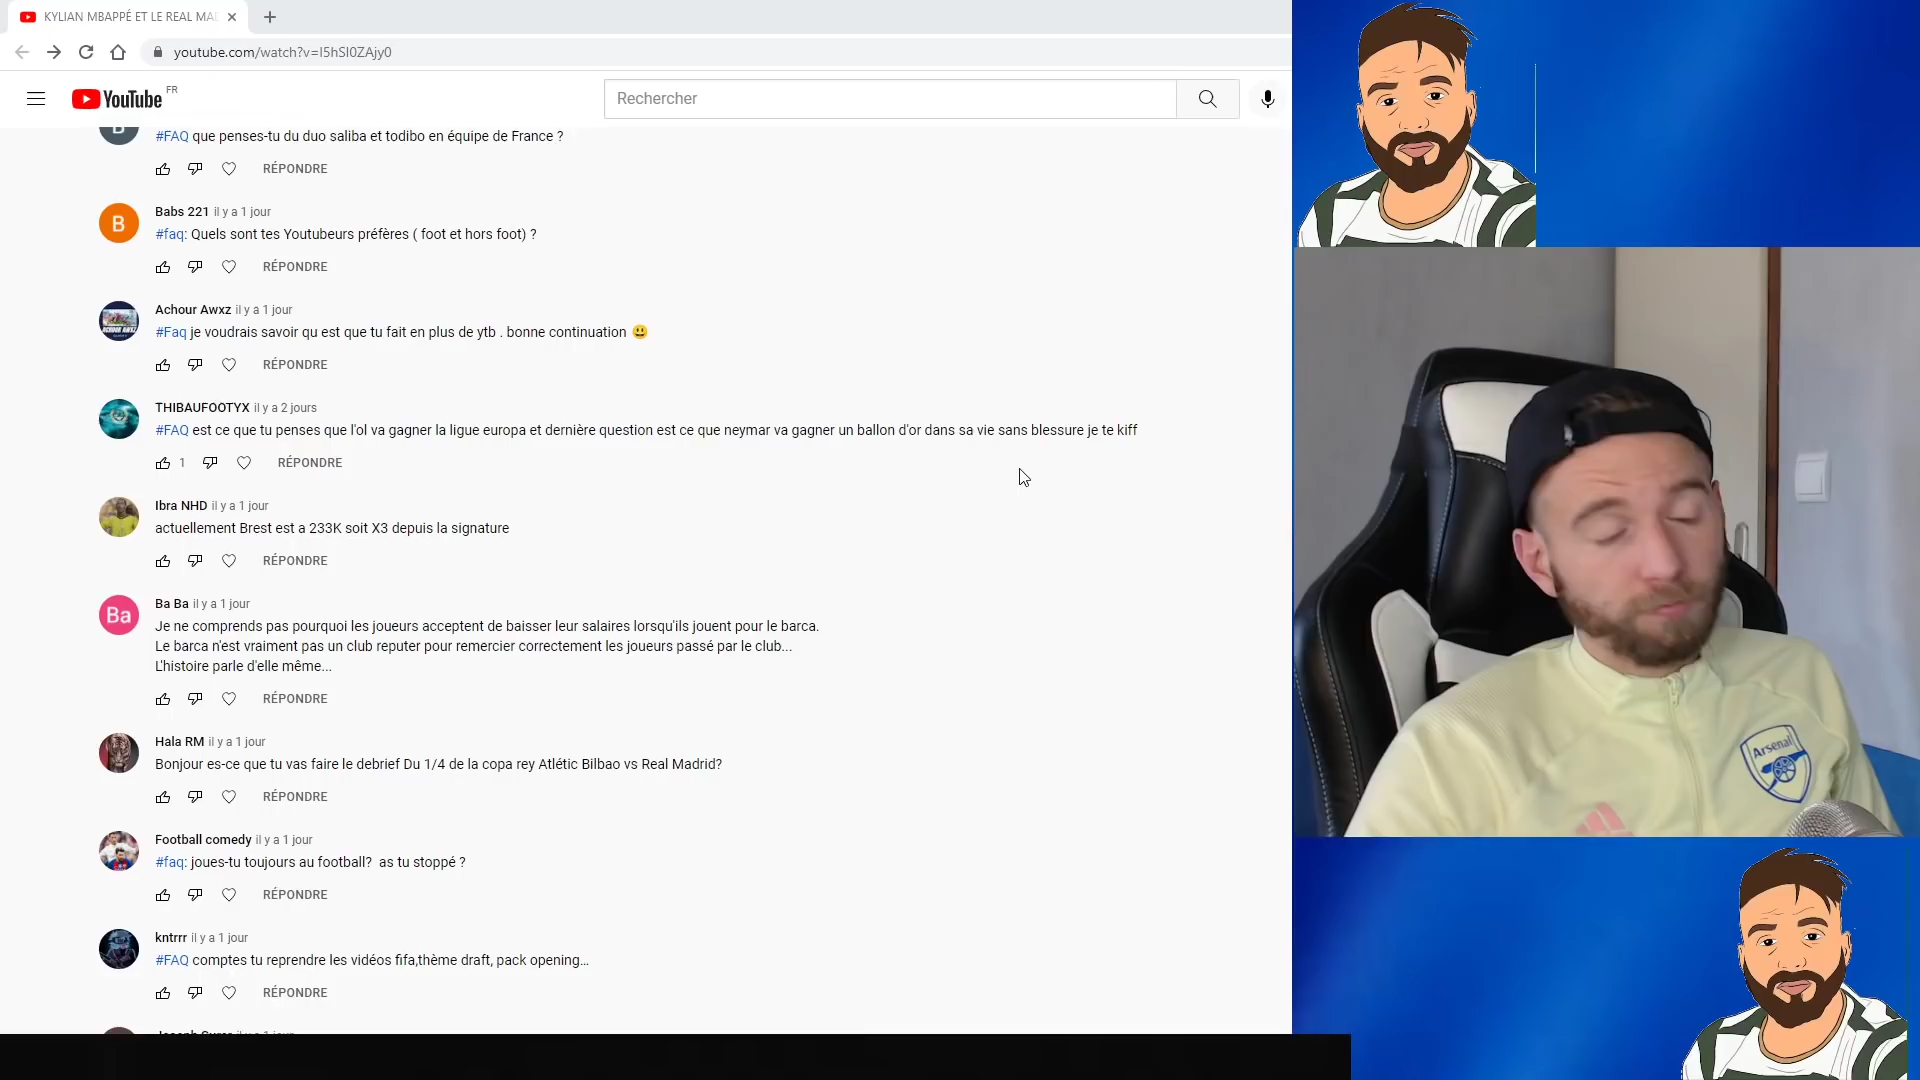 KYLIAN MBAPPÉ ET LE REAL MAD
youtube.com/watch?v=I5hSl0ZAjy0
YouTube FR
Rechercher
#FAQ que penses-tu du duo saliba et todibo en équipe de France ?
RÉPONDRE
B
Babs 221 il y a 1 jour
#faq: Quels sont tes Youtubeurs préfères ( foot et hors foot) ?
RÉPONDRE
Achour Awxz il y a 1 jour
#Faq je voudrais savoir qu est que tu fait en plus de ytb . bonne continuation 😃
RÉPONDRE
THIBAUFOOTYX il y a 2 jours
#FAQ est ce que tu penses que l'ol va gagner la ligue europa et dernière question est ce que neymar va gagner un ballon d'or dans sa vie sans blessure je te kiff
1 RÉPONDRE
Ibra NHD il y a 1 jour
actuellement Brest est a 233K soit X3 depuis la signature
RÉPONDRE
Ba
Ba Ba il y a 1 jour
Je ne comprends pas pourquoi les joueurs acceptent de baisser leur salaires lorsqu'ils jouent pour le barca.
Le barca n'est vraiment pas un club reputer pour remercier correctement les joueurs passé par le club...
L'histoire parle d'elle même...
RÉPONDRE
Hala RM il y a 1 jour
Bonjour es-ce que tu vas faire le debrief Du 1/4 de la copa rey Atlétic Bilbao vs Real Madrid?
RÉPONDRE
Football comedy il y a 1 jour
#faq: joues-tu toujours au football?  as tu stoppé ?
RÉPONDRE
kntrrr il y a 1 jour
#FAQ comptes tu reprendre les vidéos fifa,thème draft, pack opening...
RÉPONDRE
Arsenal